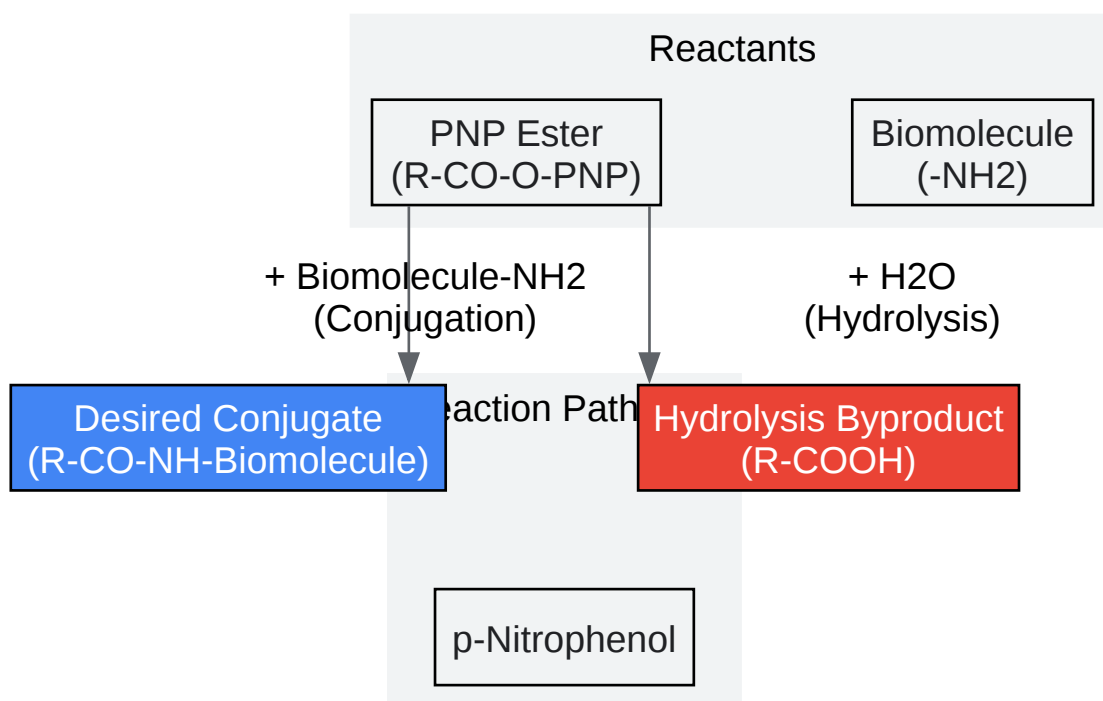 Reactants
PNP Ester
(R-CO-O-PNP)
Biomolecule
(-NH2)
+ Biomolecule-NH2
(Conjugation)
+ H2O
(Hydrolysis)
Desired Conjugate
(R-CO-NH-Biomolecule)
eaction Path
Hydrolysis Byproduct
(R-COOH)
p-Nitrophenol